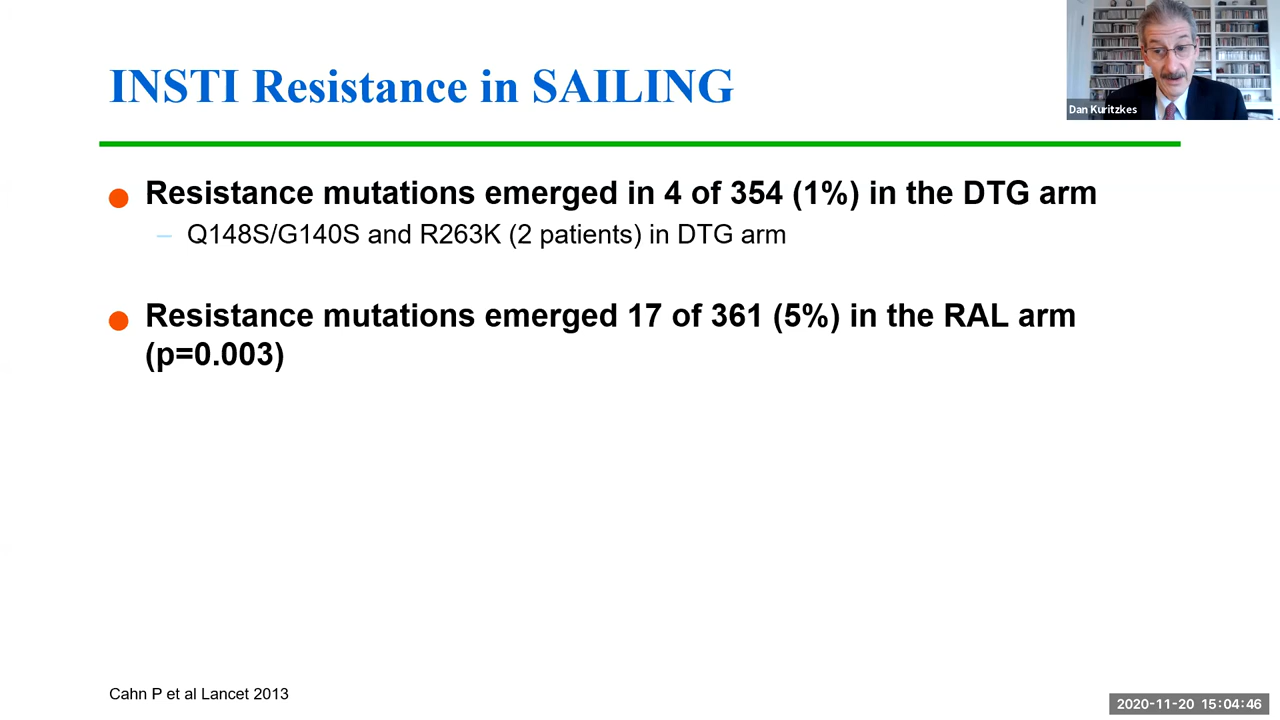 INSTI Resistance in SAILING
Dan Kuritzkes
Resistance mutations emerged in 4 of 354 (1%) in the DTG arm
– Q148S/G140S and R263K (2 patients) in DTG arm
Resistance mutations emerged 17 of 361 (5%) in the RAL arm
(p=0.003)
Cahn P et al Lancet 2013
2020-11-20 15:04:46